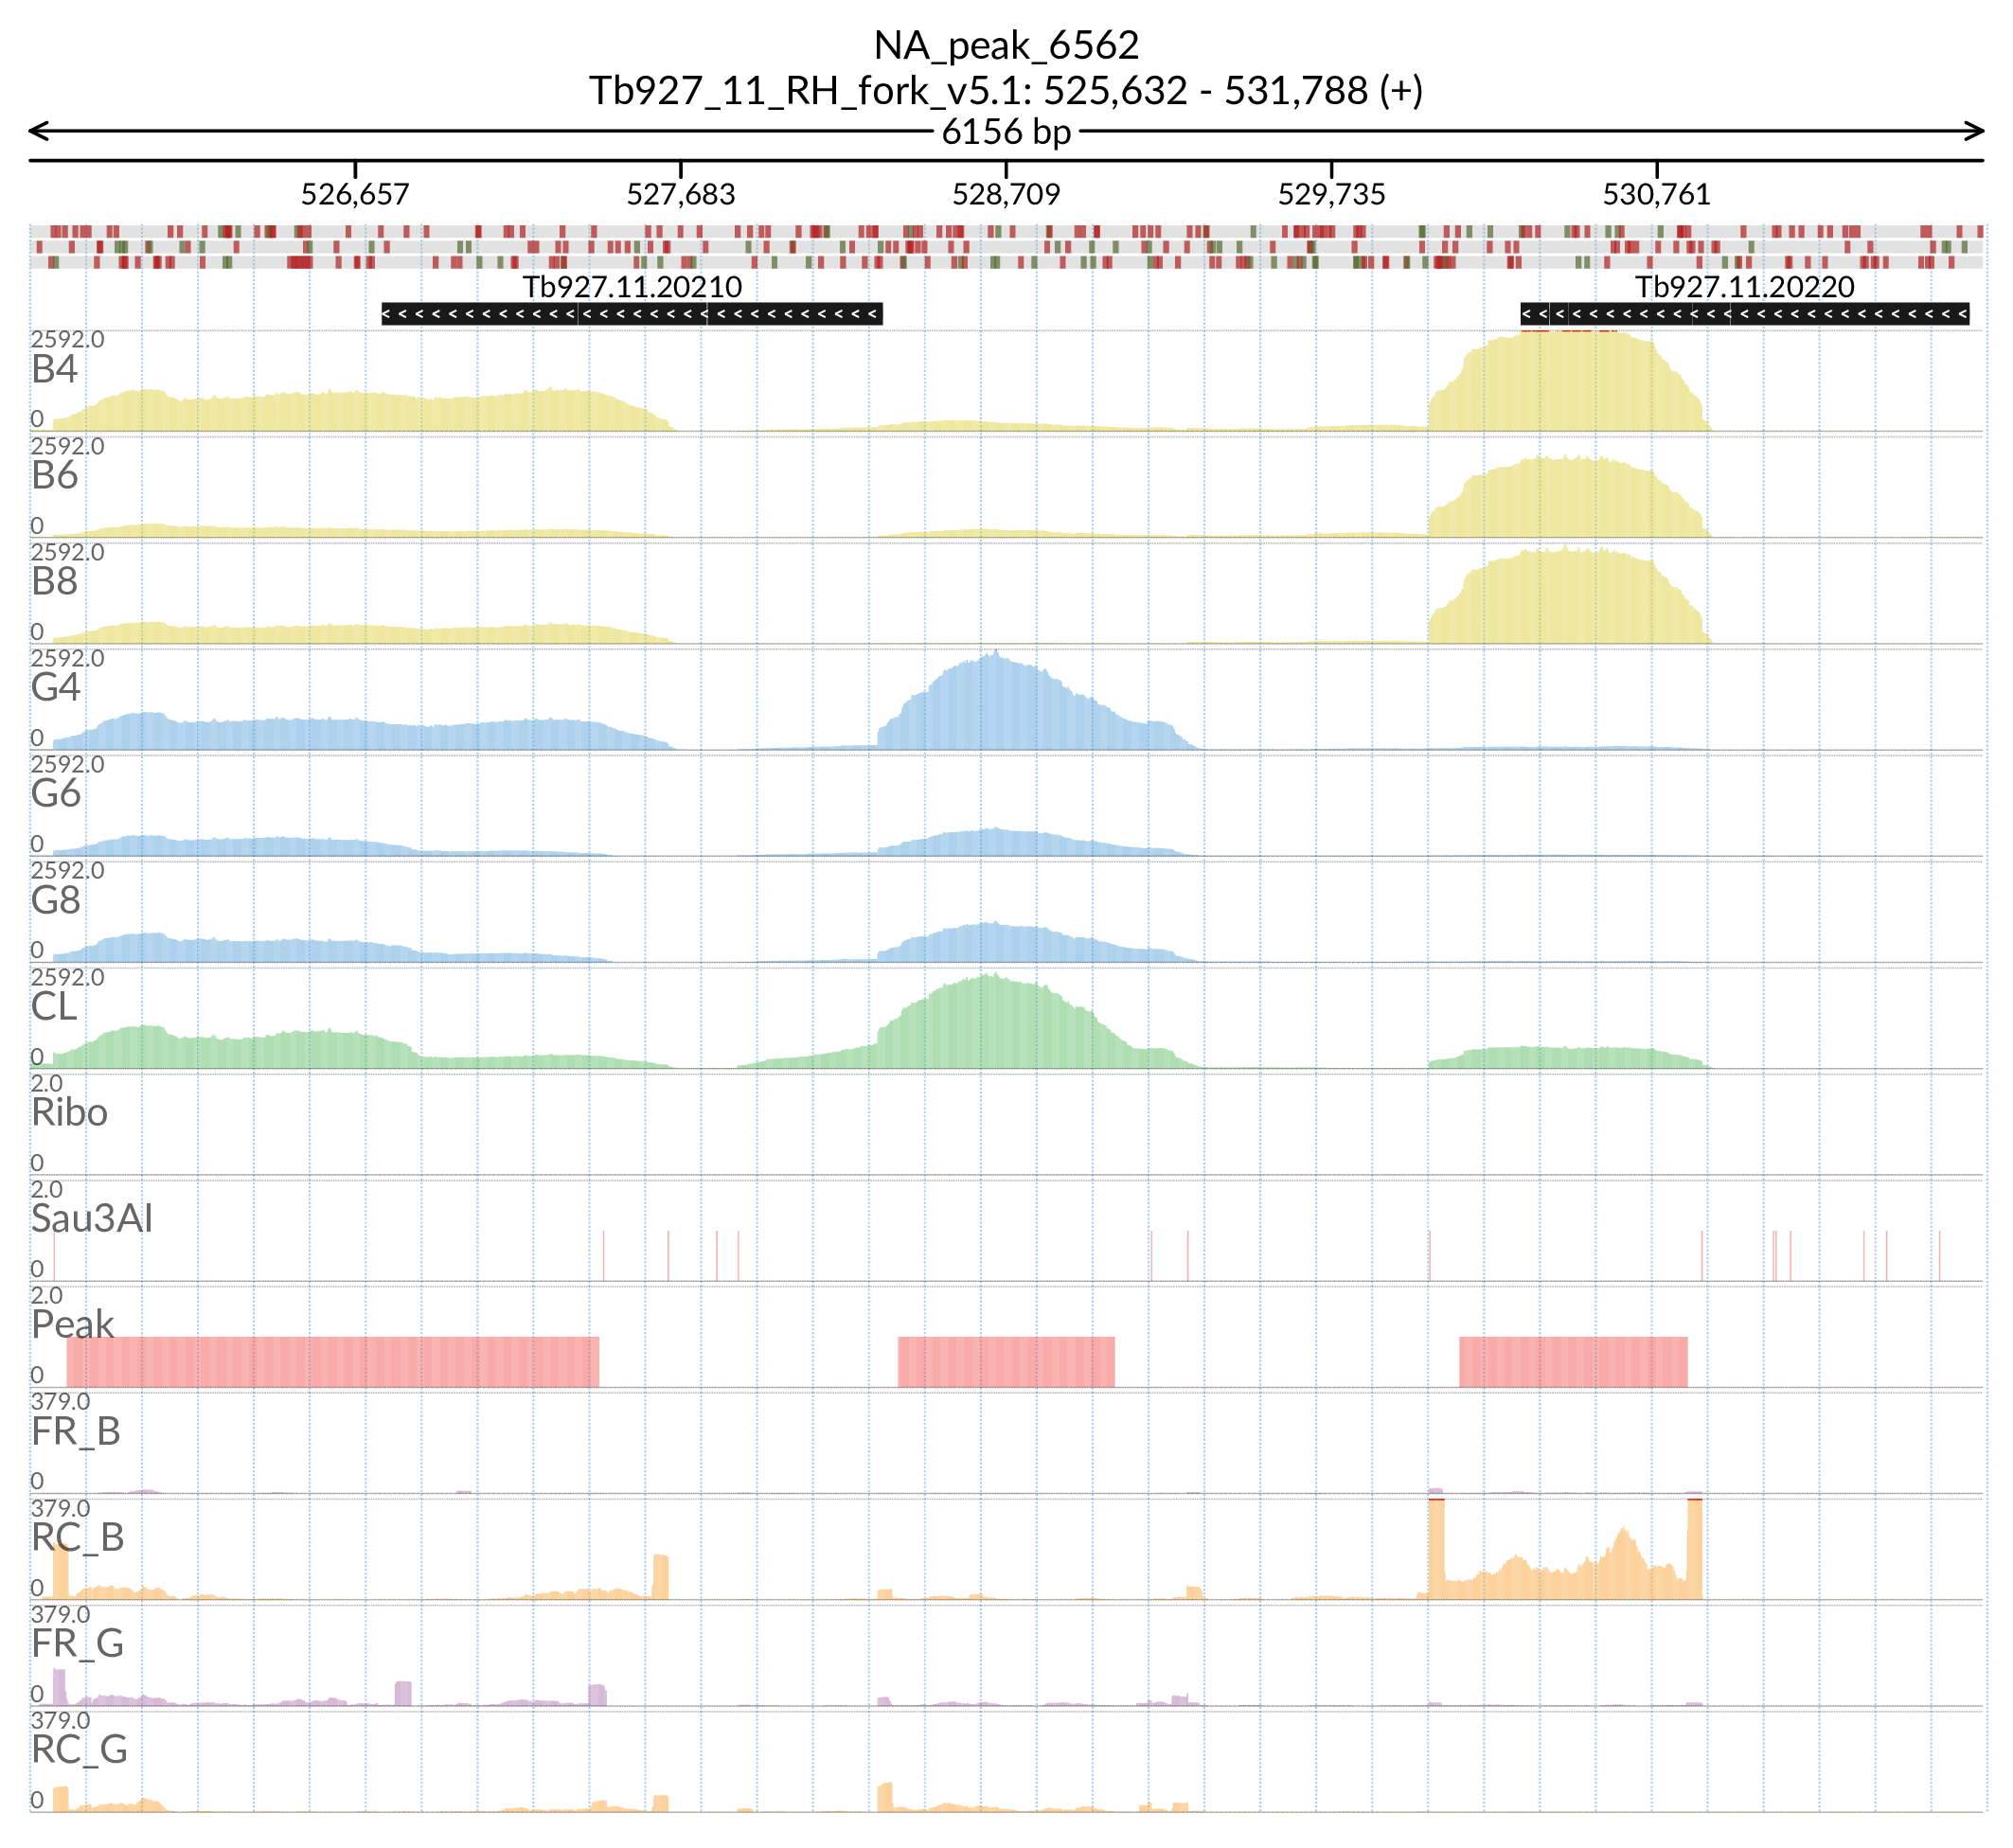 NA_peak_6562
Tb927_11_RH_fork_v5.1: 525,632 - 531,788 (+)
6156 bp
526,657 527,683 528,709 529,735 530,761
Tb927.11.20210 Tb927.11.20220
2592.0
B4
0
2592.0
B6
0
2592.0
B8
0
2592.0
G4
0
2592.0
G6
0
2592.0
G8
0
2592.0
CL
0
2.0
Ribo
0
2.0
Sau3AI
0
2.0
Peak
0
379.0
FR_B
0
379.0
RC_B
0
379.0
FR_G
0
379.0
RC_G
0